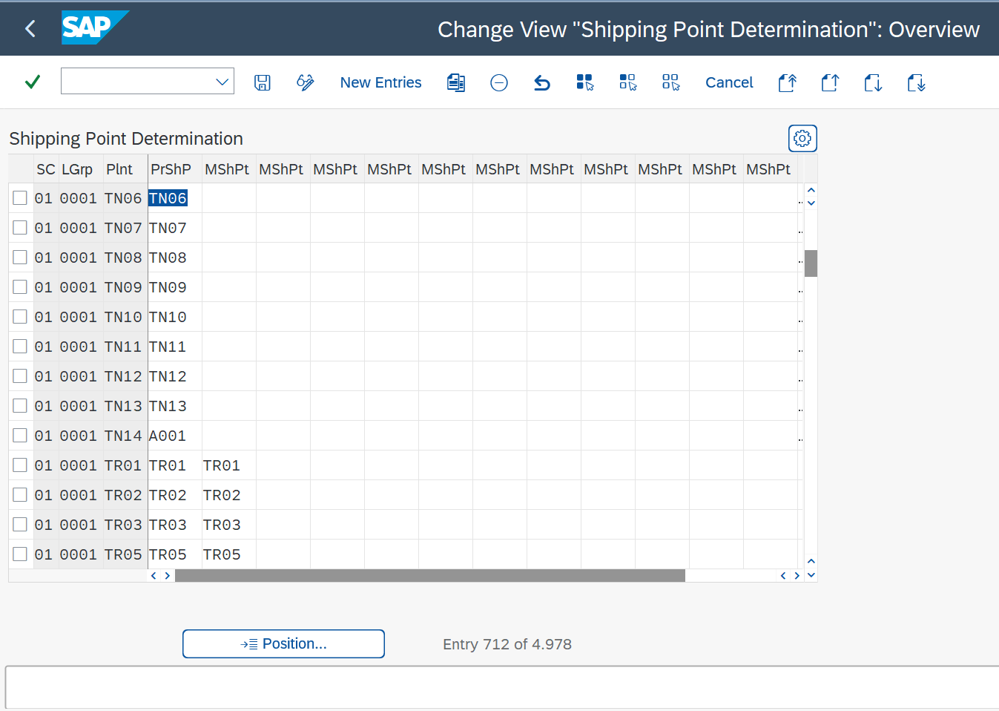 SAP
Change View "Shipping Point Determination": Overview
New Entries
Cancel
Shipping Point Determination
SC LGrp Plnt PrShP MShPt MShPt MShPt MShPt MShPt MShPt MShPt MShPt MShPt MShPt MShPt
01 0001 TN06 TN06 ..
01 0001 TN07 TN07 ..
01 0001 TN08 TN08 ..
01 0001 TN09 TN09 ..
01 0001 TN10 TN10 ..
01 0001 TN11 TN11 ..
01 0001 TN12 TN12 ..
01 0001 TN13 TN13 ..
01 0001 TN14 A001 ..
01 0001 TR01 TR01 TR01
01 0001 TR02 TR02 TR02
01 0001 TR03 TR03 TR03
01 0001 TR05 TR05 TR05
Position...
Entry 712 of 4.978